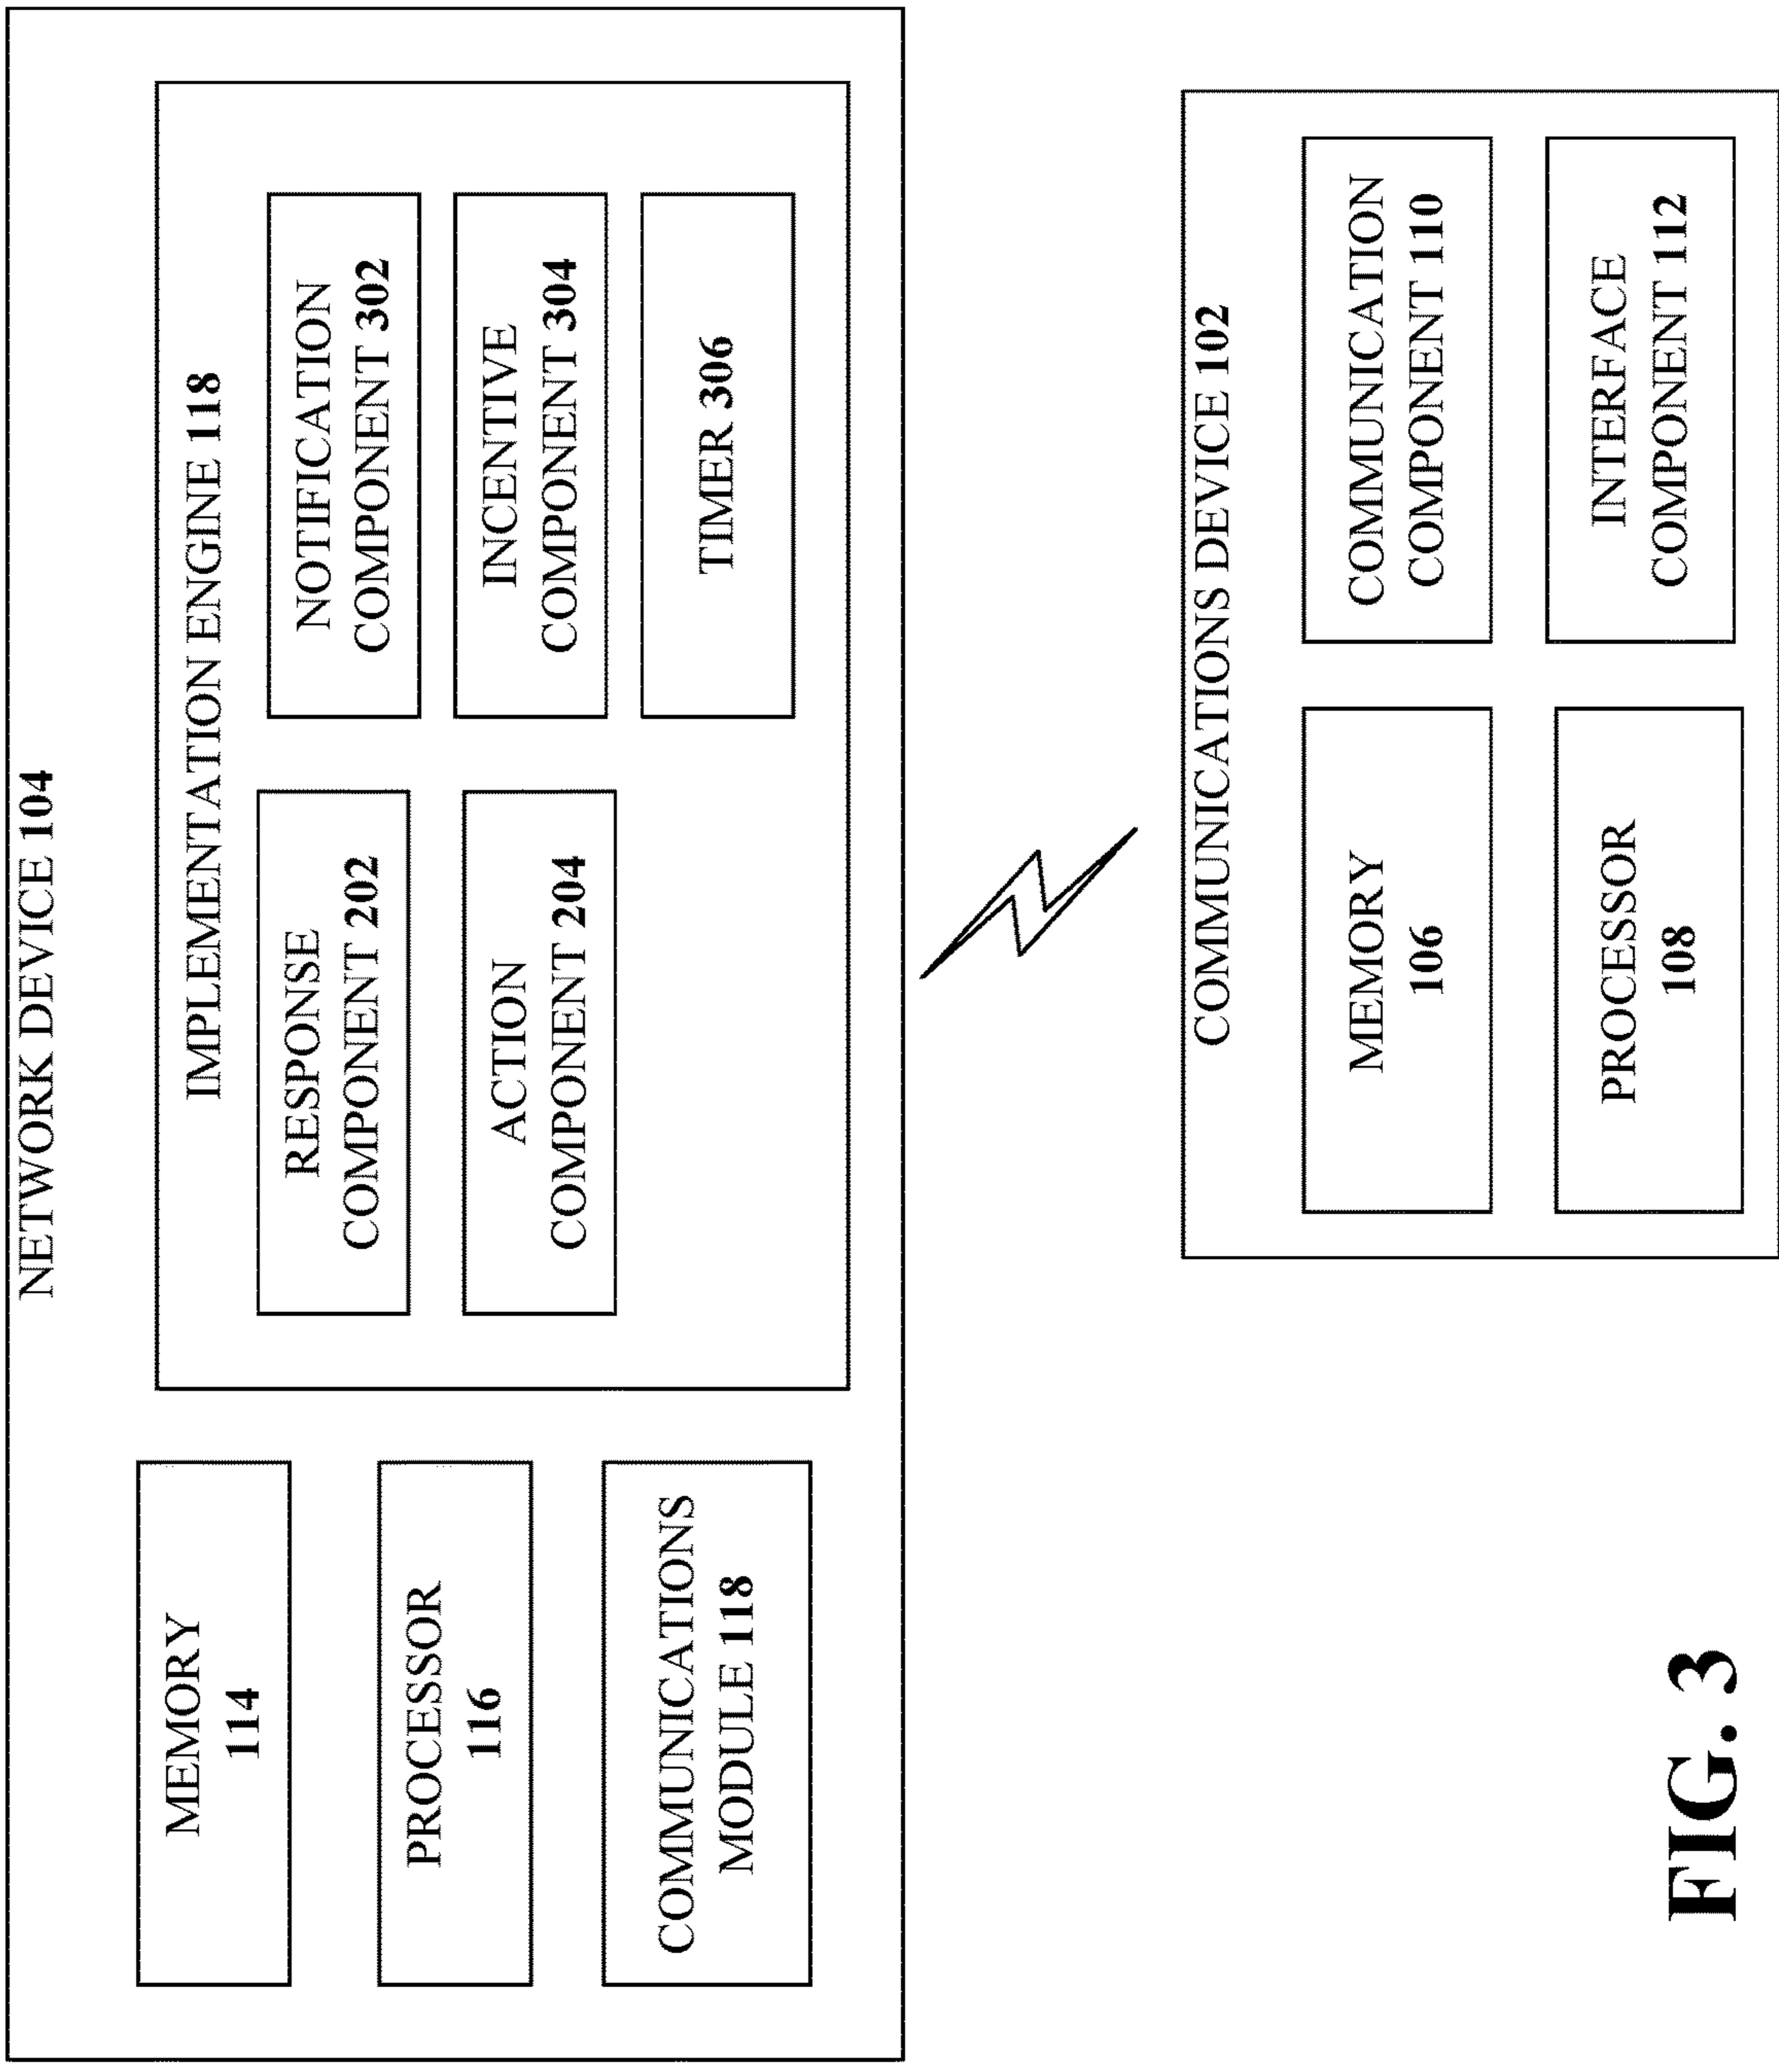 NETWORK DEVICE 104
MEMORY
114
PROCESSOR
116
COMMUNICATIONS
MODULE 118
IMPLEMENTATION ENGINE 118
RESPONSE
COMPONENT 202
ACTION
COMPONENT 204
NOTIFICATION
COMPONENT 302
INCENTIVE
COMPONENT 304
TIMER 306
COMMUNICATIONS DEVICE 102
MEMORY
106
PROCESSOR
108
COMMUNICATION
COMPONENT 110
INTERFACE
COMPONENT 112
FIG. 3